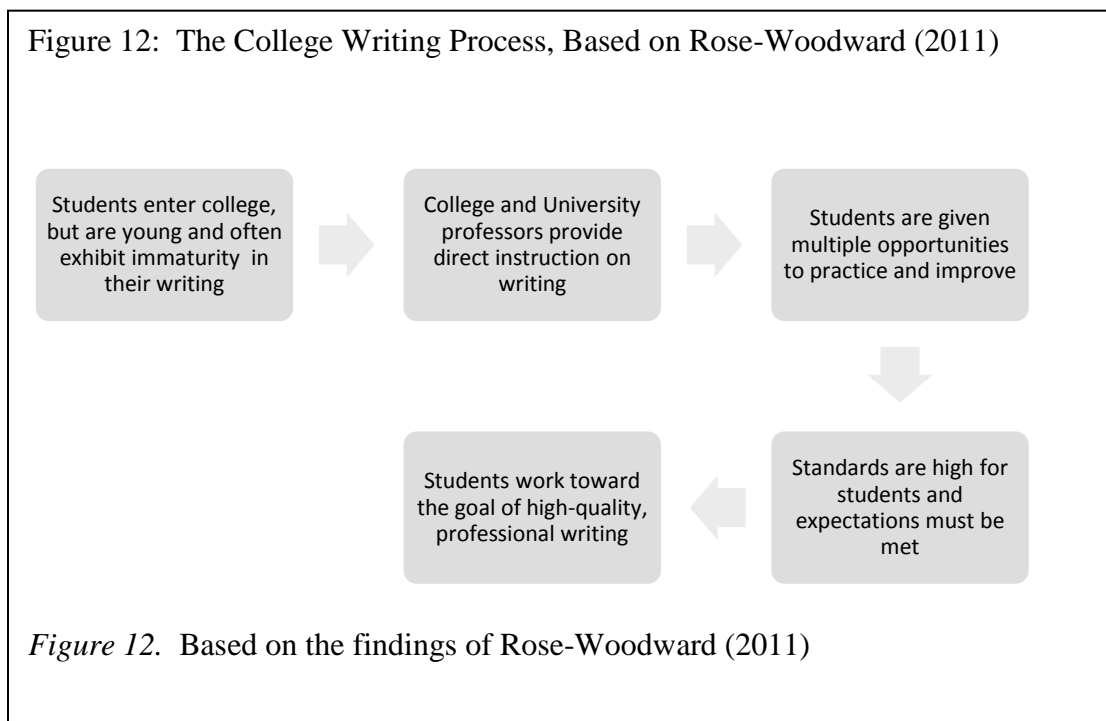 Figure 12:  The College Writing Process, Based on Rose-Woodward (2011)
Students enter college,
but are young and often
exhibit immaturity  in
their writing
College and University
professors provide
direct instruction on
writing
Students are given
multiple opportunities
to practice and improve
Standards are high for
students and
expectations must be
met
Students work toward
the goal of high-quality,
professional writing
Figure 12.  Based on the findings of Rose-Woodward (2011)